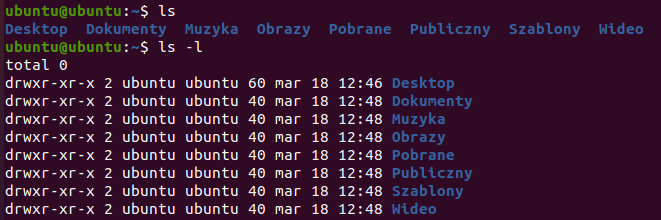 ubuntu@ubuntu:~$ ls
Desktop  Dokumenty  Muzyka  Obrazy  Pobrane  Publiczny  Szablony  Wideo
ubuntu@ubuntu:~$ ls -l
total 0
drwxr-xr-x 2 ubuntu ubuntu 60 mar 18 12:46 Desktop
drwxr-xr-x 2 ubuntu ubuntu 40 mar 18 12:48 Dokumenty
drwxr-xr-x 2 ubuntu ubuntu 40 mar 18 12:48 Muzyka
drwxr-xr-x 2 ubuntu ubuntu 40 mar 18 12:48 Obrazy
drwxr-xr-x 2 ubuntu ubuntu 40 mar 18 12:48 Pobrane
drwxr-xr-x 2 ubuntu ubuntu 40 mar 18 12:48 Publiczny
drwxr-xr-x 2 ubuntu ubuntu 40 mar 18 12:48 Szablony
drwxr-xr-x 2 ubuntu ubuntu 40 mar 18 12:48 Wideo